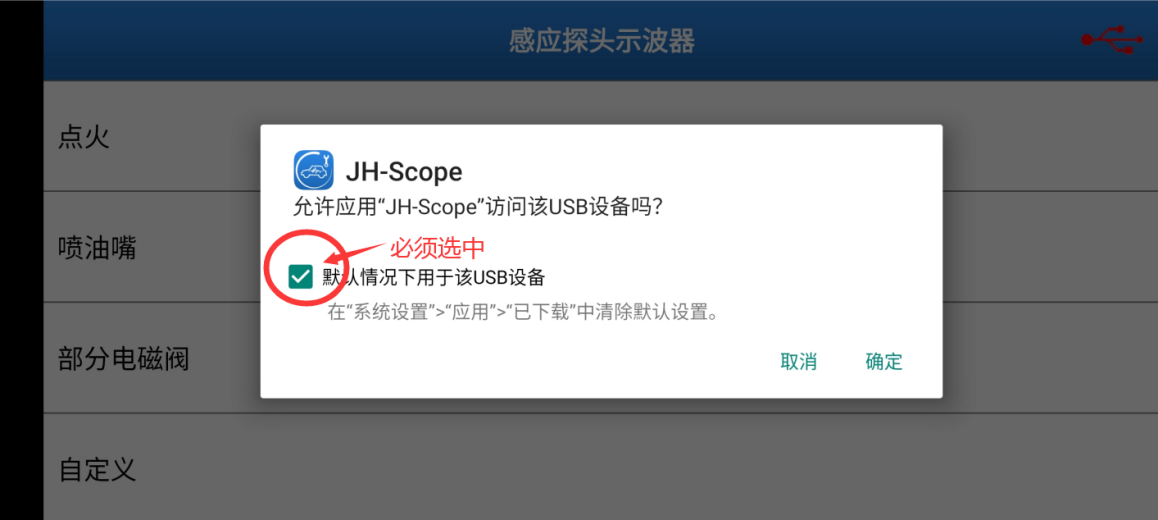 感应探头示波器
点火
JH-Scope
允许应用“JH-Scope”访问该USB设备吗？
必须选中
喷油嘴
默认情况下用于该USB设备
在“系统设置”>“应用”>“已下载”中清除默认设置。
部分电磁阀
取消 确定
自定义